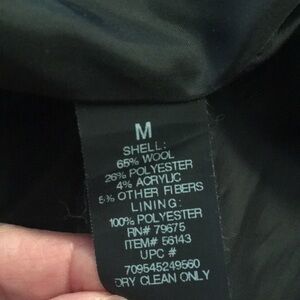 M
SHELL:
65% WOOL
26% POLYESTER
4% ACRYLIC
5% OTHER FIBERS
LINING:
100% POLYESTER
RIN# 79675
ITEM# 56143
UPC #
709545249560
DRY CLEAN ONLY